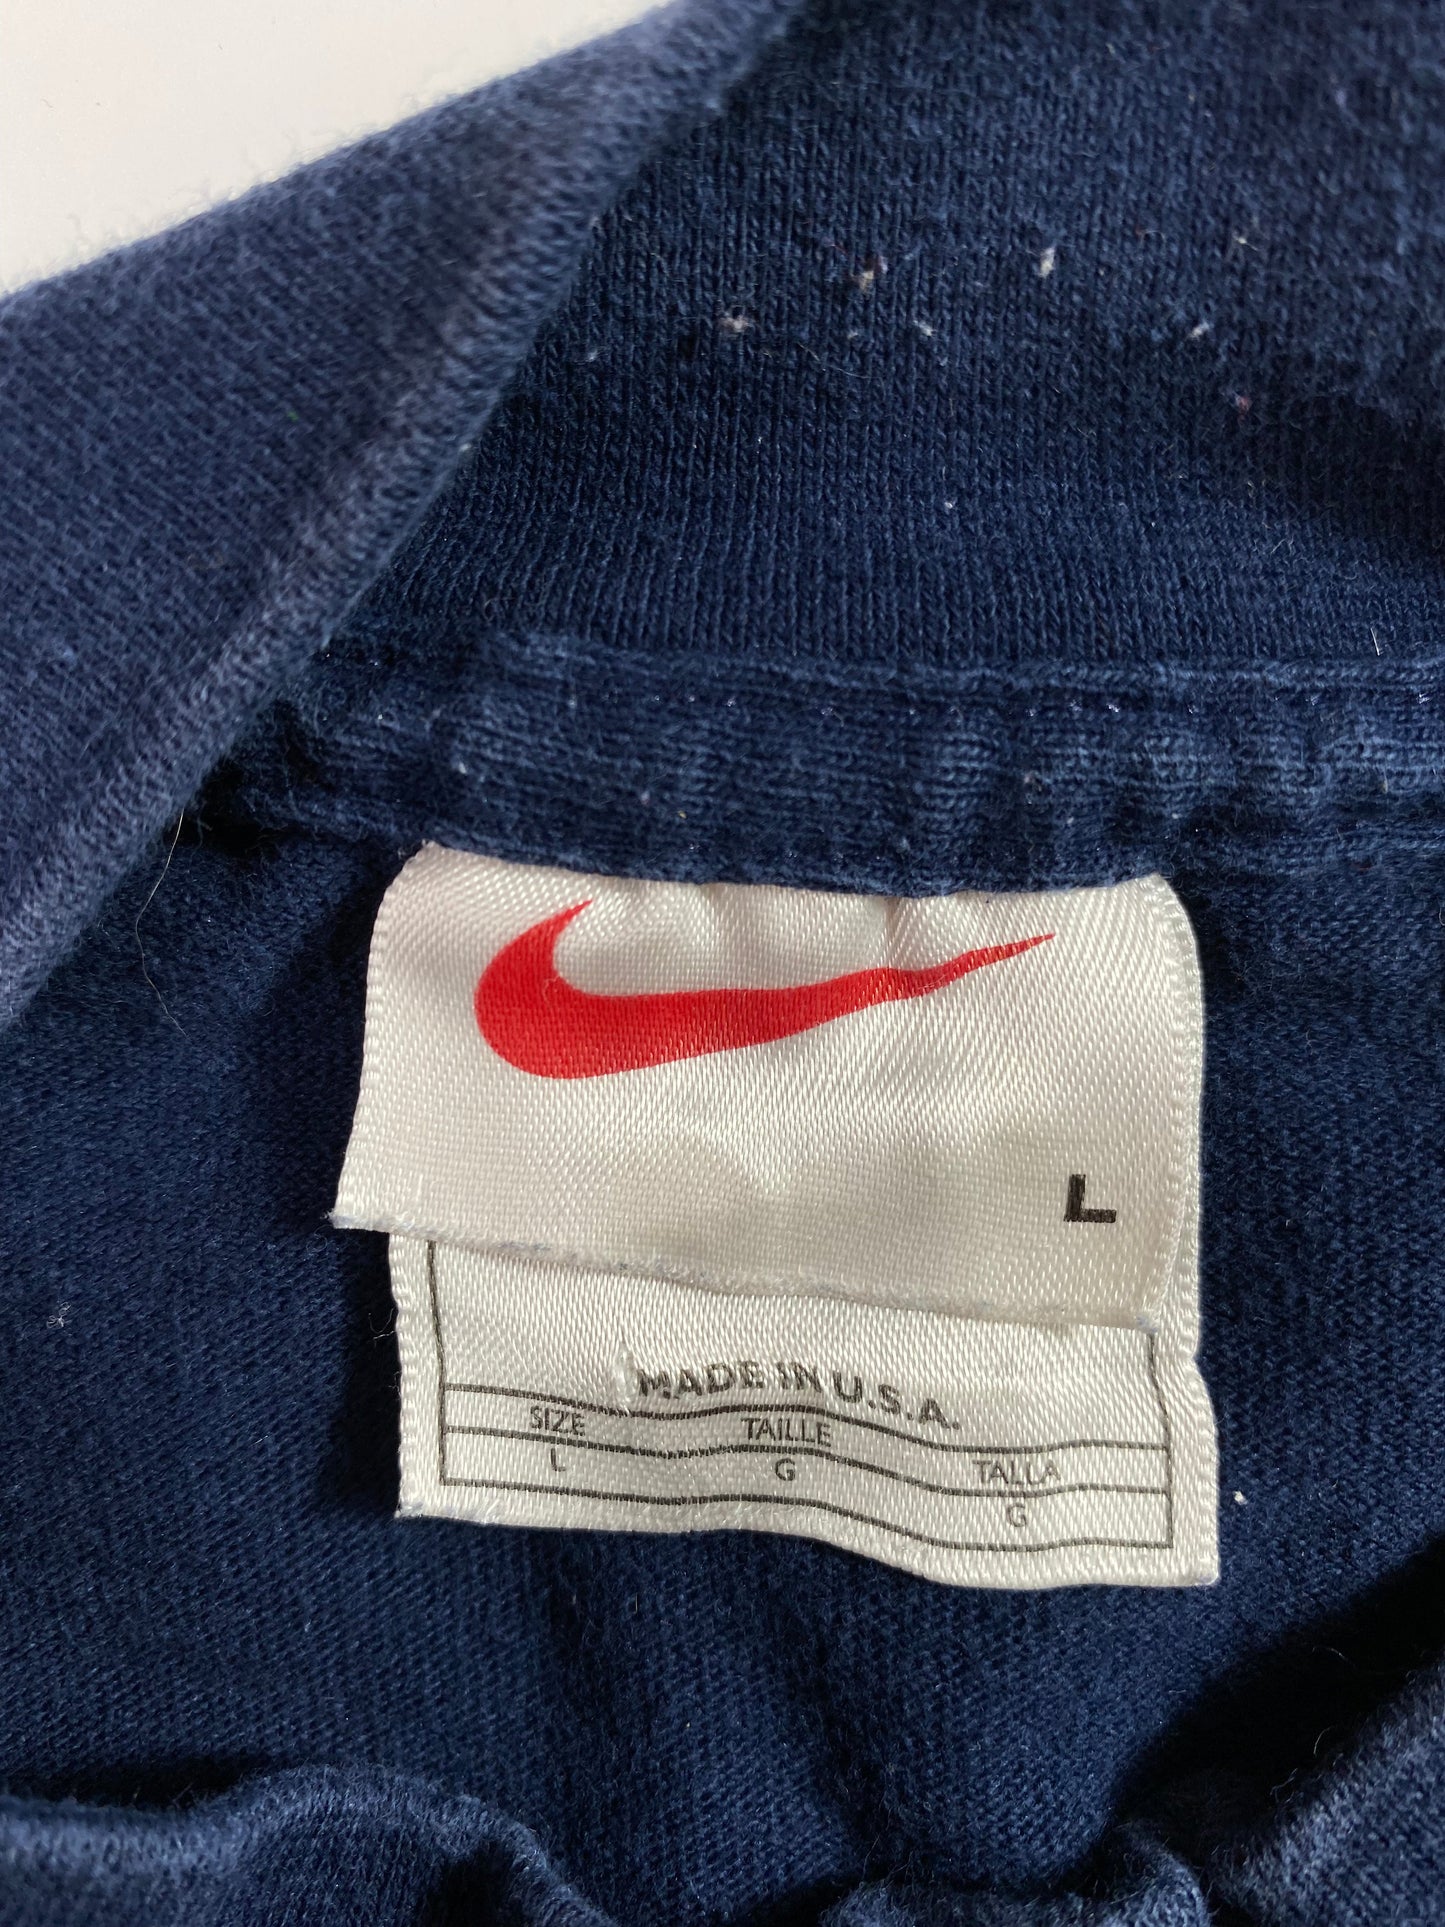 L
MADE IN U.S.A.
SIZE TAILLE TALLA
L G G